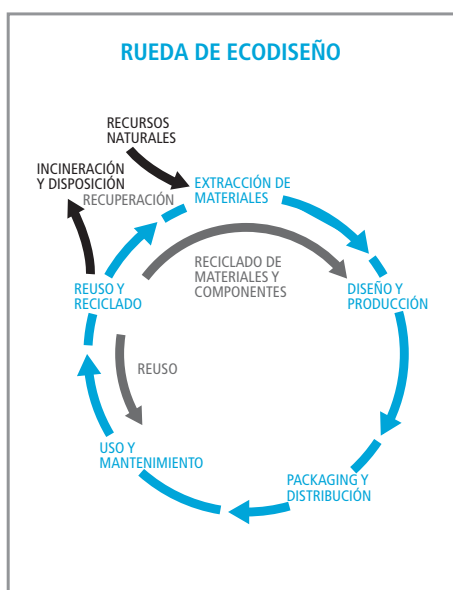 RUEDA DE ECODISEÑO
RECURSOS
NATURALES
INCINERACIÓN
Y DISPOSICIÓN
RECUPERACIÓN
EXTRACCIÓN DE
MATERIALES
RECICLADO DE
MATERIALES Y
COMPONENTES
REUSO Y
RECICLADO
DISEÑO Y
PRODUCCIÓN
REUSO
USO Y
MANTENIMIENTO
PACKAGING Y
DISTRIBUCIÓN